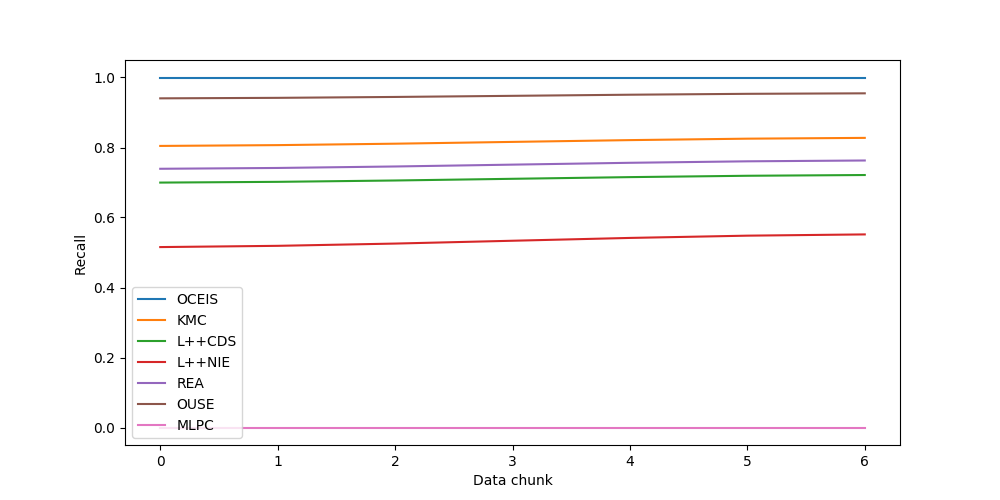 1.0
0.8
0.6
0.4
0.2
0.0
Recall
OCEIS
KMC
L++CDS
L++NIE
REA
OUSE
MLPC
0 1 2 3 4 5 6
Data chunk